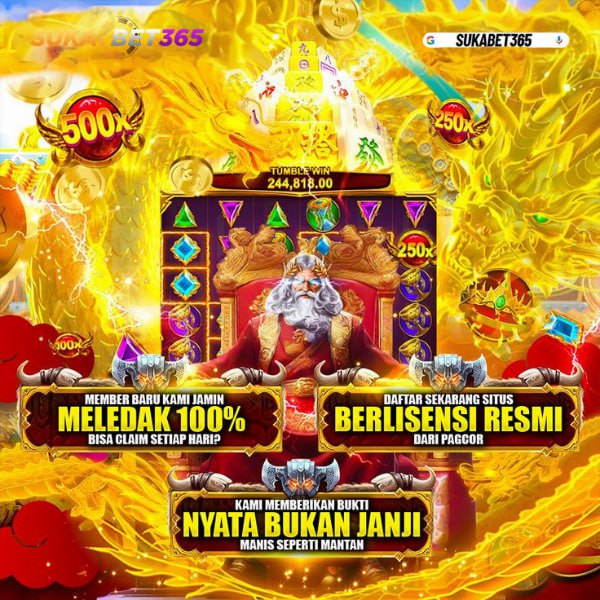 SUKABET365
SUKABET365
500x
250x
TUMBLE WIN
244,818.00
250x
100x
MEMBER BARU KAMI JAMIN
MELEDAK 100%
BISA CLAIM SETIAP HARI?
DAFTAR SEKARANG SITUS
BERLISENSI RESMI
DARI PAGCOR
KAMI MEMBERIKAN BUKTI
NYATA BUKAN JANJI
MANIS SEPERTI MANTAN